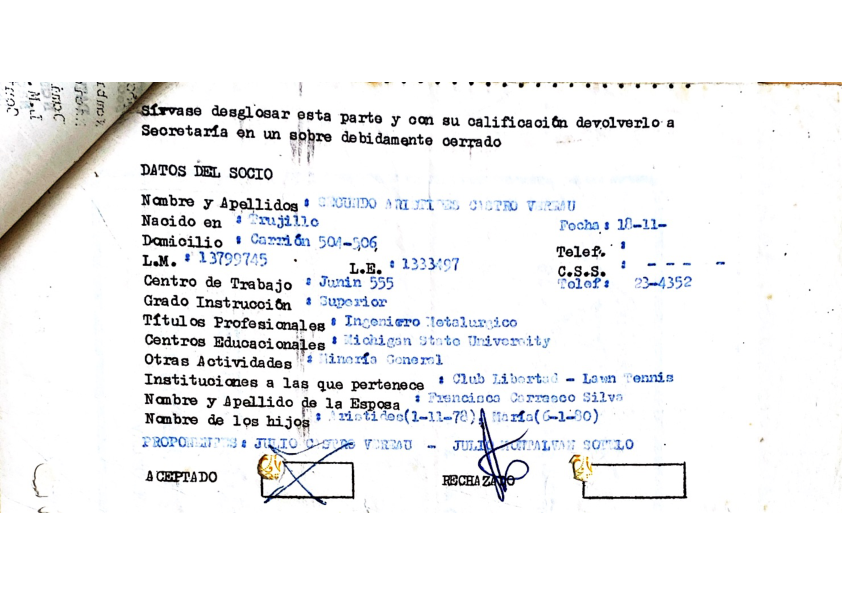 Sírvase desglosar esta parte y con su calificación devolverlo a
Secretaría en un sobre debidamente cerrado
DATOS DEL SOCIO
Nombre y Apellidos : SEGUNDO ARISTIDES CASTRO VEREAU
Nacido en : Trujillo Fecha : 18-11-
Domicilio : Carrión 504-506 Telef. :
L.M. : 13799745 L.E. : 1333497 C.S.S. : - - - -
Centro de Trabajo : Junin 555 Telef: 23-4352
Grado Instrucción : Superior
Títulos Profesionales : Ingeniero Metalurgico
Centros Educacionales : Michigan State University
Otras Actividades : Minería General
Instituciones a las que pertenece : Club Libertad - Lawn Tennis
Nombre y Apellido de la Esposa : Francisca Carrasco Silva
Nombre de los hijos : Aristides(1-11-78), María(6-1-80)
PROPONENTES: JULIO CASTRO VEREAU - JULIO MONTALVAN SOTELO
ACEPTADO RECHAZADO